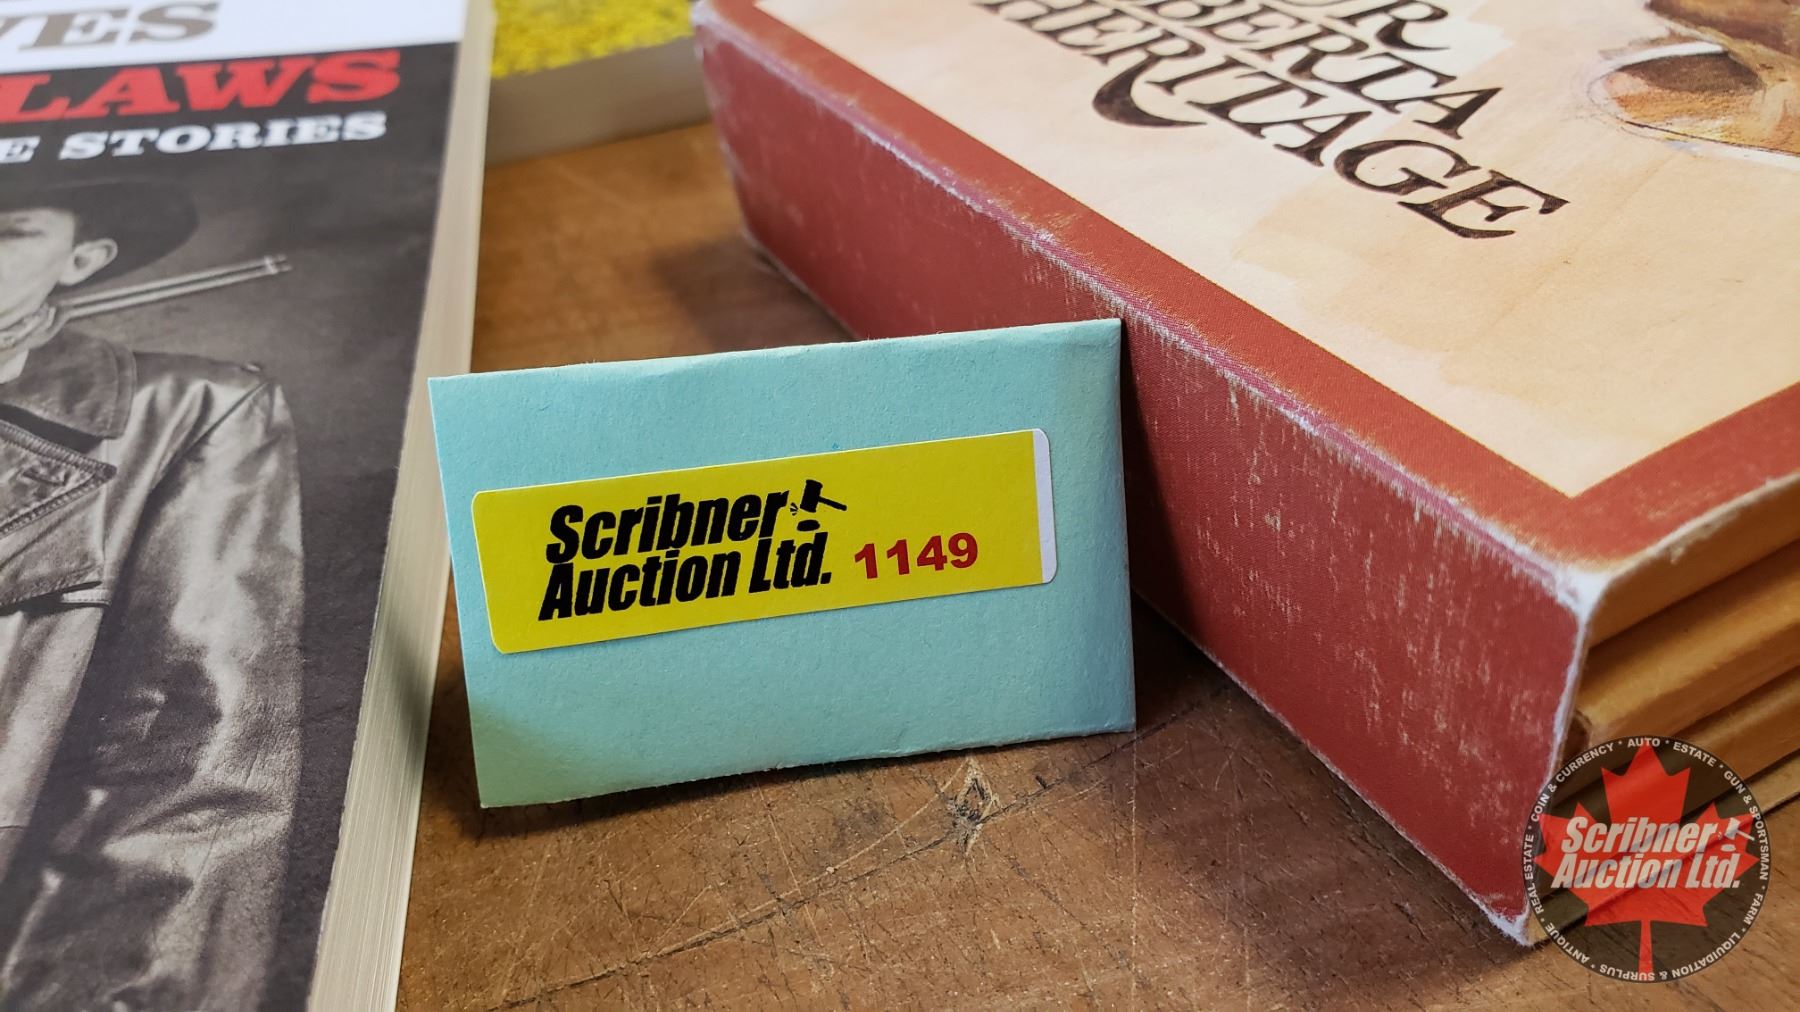 VES
LAWS
E STORIES
UR
BERTA
HERITAGE
Scribner
Auction Ltd. 1149
COIN & CURRENCY • AUTO • ESTATE • GUN & SPORTSMAN • FARM • LIQUIDATION & SURPLUS • ANTIQUE • REAL ESTATE •
Scribner
Auction Ltd.